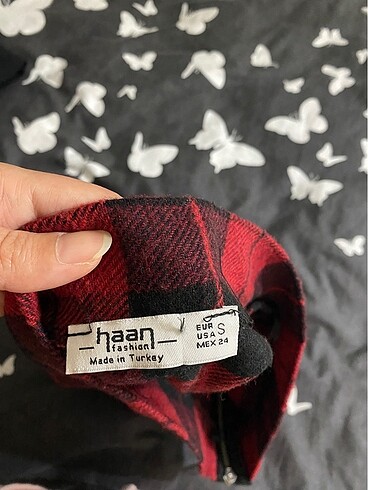 haan
fashion
Made in Turkey
EUR
USA S
MEX 24